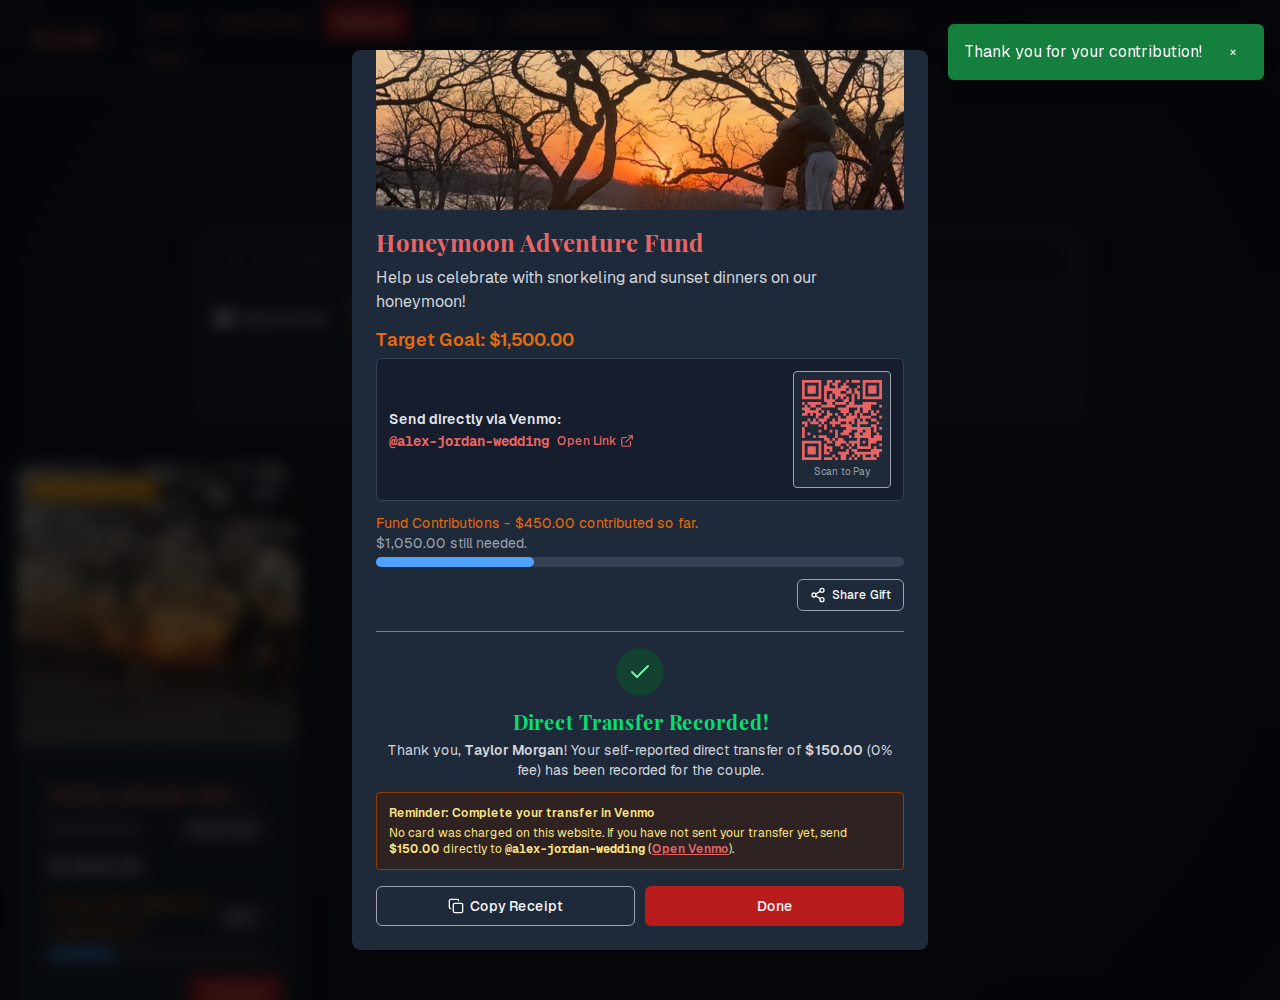 Thank you for your contribution! ×
Honeymoon Adventure Fund
Help us celebrate with snorkeling and sunset dinners on our
honeymoon!
Target Goal: $1,500.00
Send directly via Venmo:
@alex-jordan-wedding Open Link
Scan to Pay
Fund Contributions - $450.00 contributed so far.
$1,050.00 still needed.
Share Gift
Direct Transfer Recorded!
Thank you, Taylor Morgan! Your self-reported direct transfer of $150.00 (0%
fee) has been recorded for the couple.
Reminder: Complete your transfer in Venmo
No card was charged on this website. If you have not sent your transfer yet, send
$150.00 directly to @alex-jordan-wedding (Open Venmo).
Copy Receipt
Done